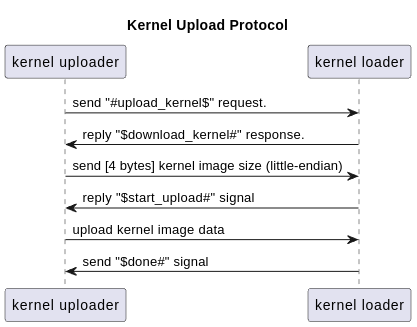 Kernel Upload Protocol
kernel uploader
kernel loader
send "#upload_kernel$" request.
reply "$download_kernel#" response.
send [4 bytes] kernel image size (little-endian)
reply "$start_upload#" signal
upload kernel image data
send "$done#" signal
kernel uploader
kernel loader